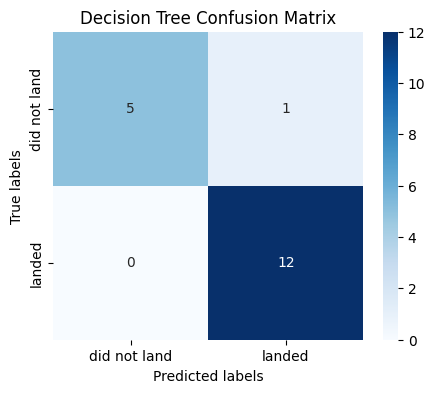 Decision Tree Confusion Matrix
True labels
did not land
landed
5
1
0
12
did not land
landed
Predicted labels
12
10
8
6
4
2
0